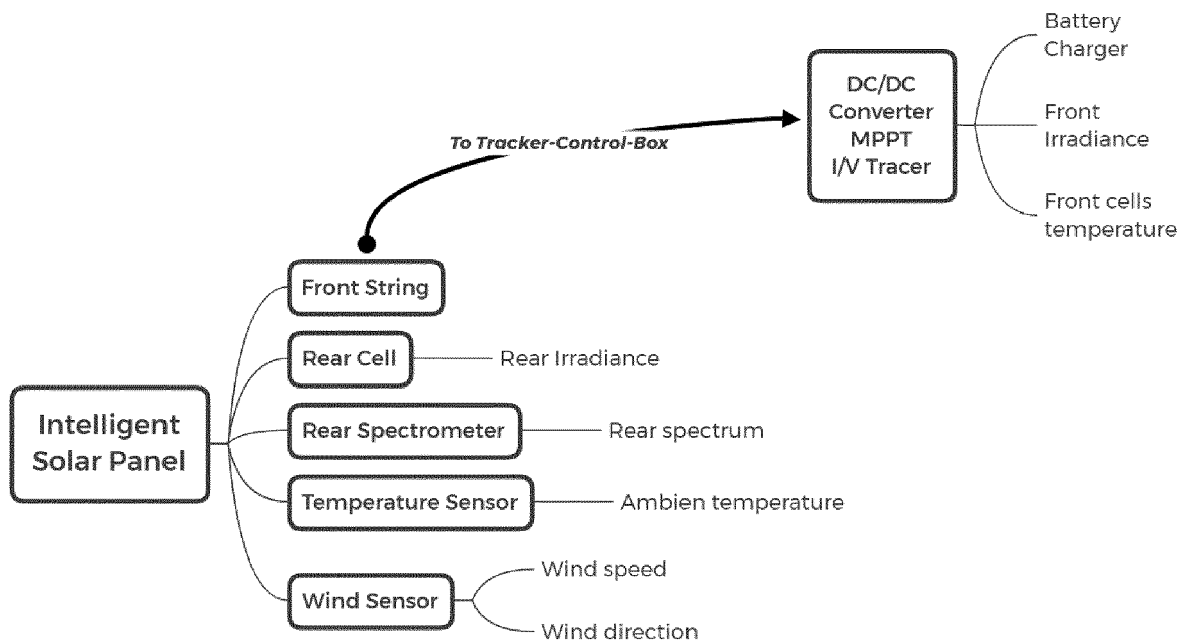 Battery
Charger
DC/DC
Converter
MPPT
I/V Tracer
Front
Irradiance
Front cells
temperature
To Tracker-Control-Box
Front String
Rear Cell
Rear Irradiance
Intelligent
Solar Panel
Rear Spectrometer
Rear spectrum
Temperature Sensor
Ambien temperature
Wind Sensor
Wind speed
Wind direction